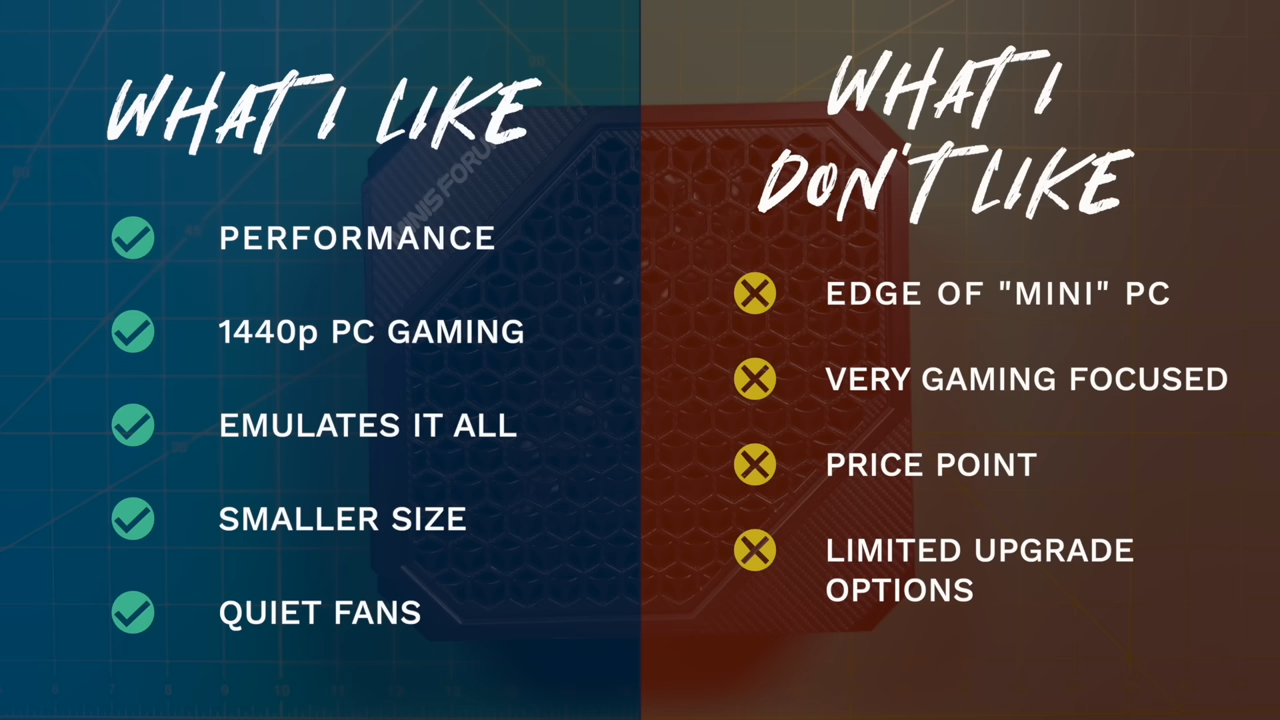 WHAT I LIKE
PERFORMANCE
1440p PC GAMING
EMULATES IT ALL
SMALLER SIZE
QUIET FANS
WHAT I
DON'T LIKE
EDGE OF "MINI" PC
VERY GAMING FOCUSED
PRICE POINT
LIMITED UPGRADE
OPTIONS
MINISFORUM